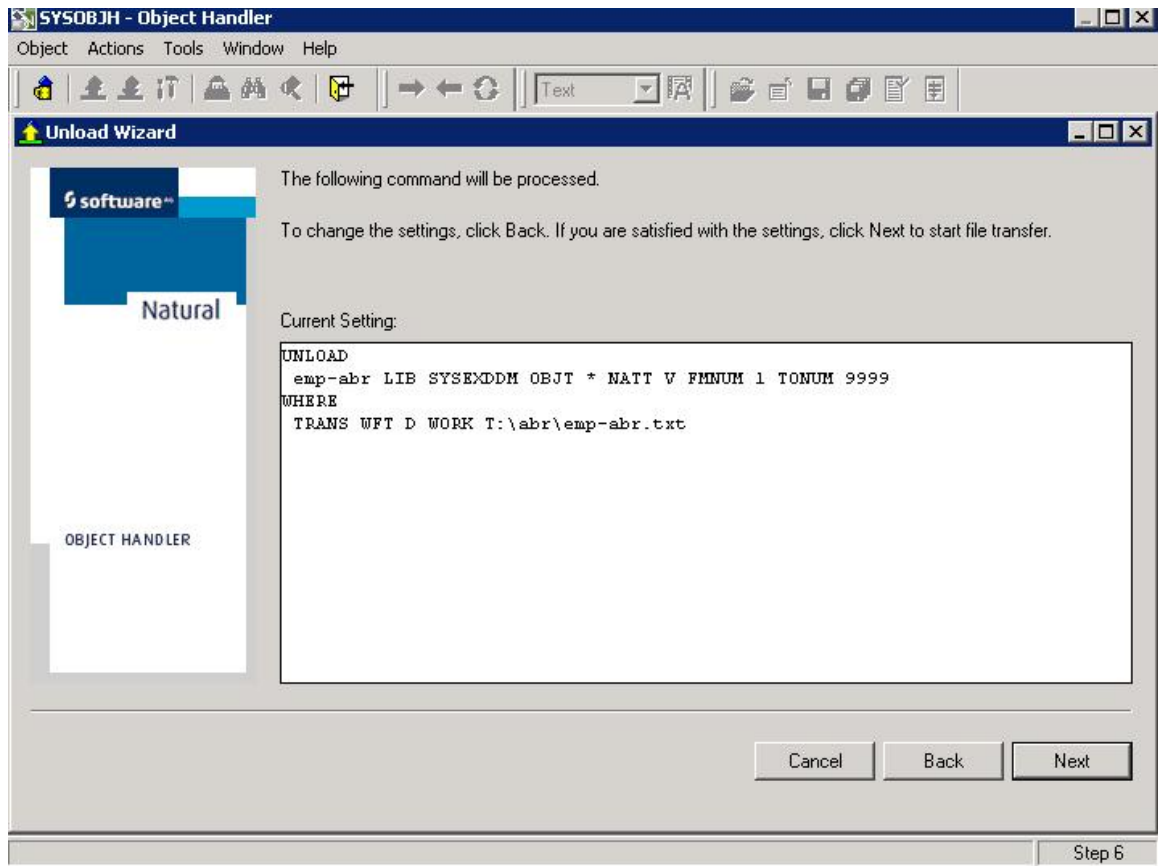 SYSOBJH - Object Handler
Object Actions Tools Window Help
Text
Unload Wizard
software AG
Natural
OBJECT HANDLER
The following command will be processed.
To change the settings, click Back. If you are satisfied with the settings, click Next to start file transfer.
Current Setting:
UNLOAD
emp-abr LIB SYSEXDDM OBJT * NATT V FMNUM 1 TONUM 9999
WHERE
TRANS WFT D WORK T:\abr\emp-abr.txt
Cancel Back Next
Step 6